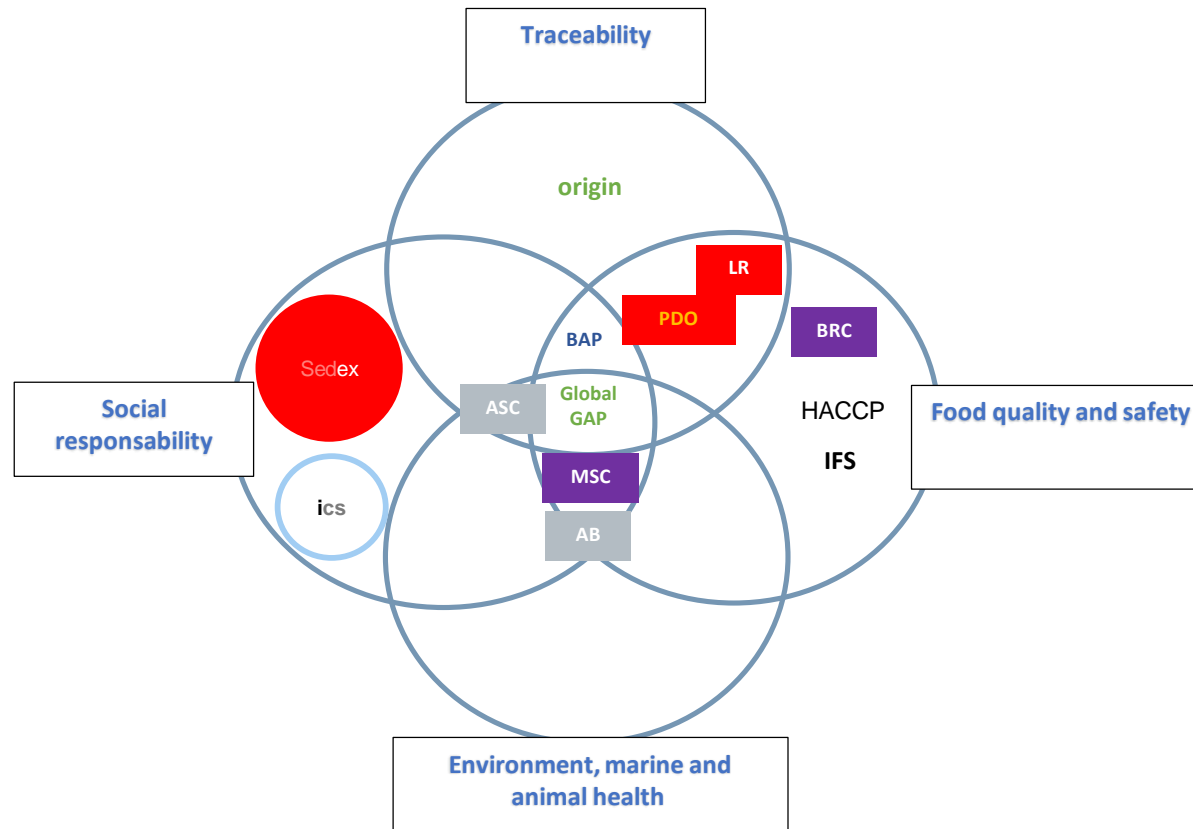 Traceability
origin
LR
PDO
BRC
BAP
Sedex
Global
GAP
ASC
HACCP
Social
responsability
Food quality and safety
IFS
MSC
ics
AB
Environment, marine and
animal health